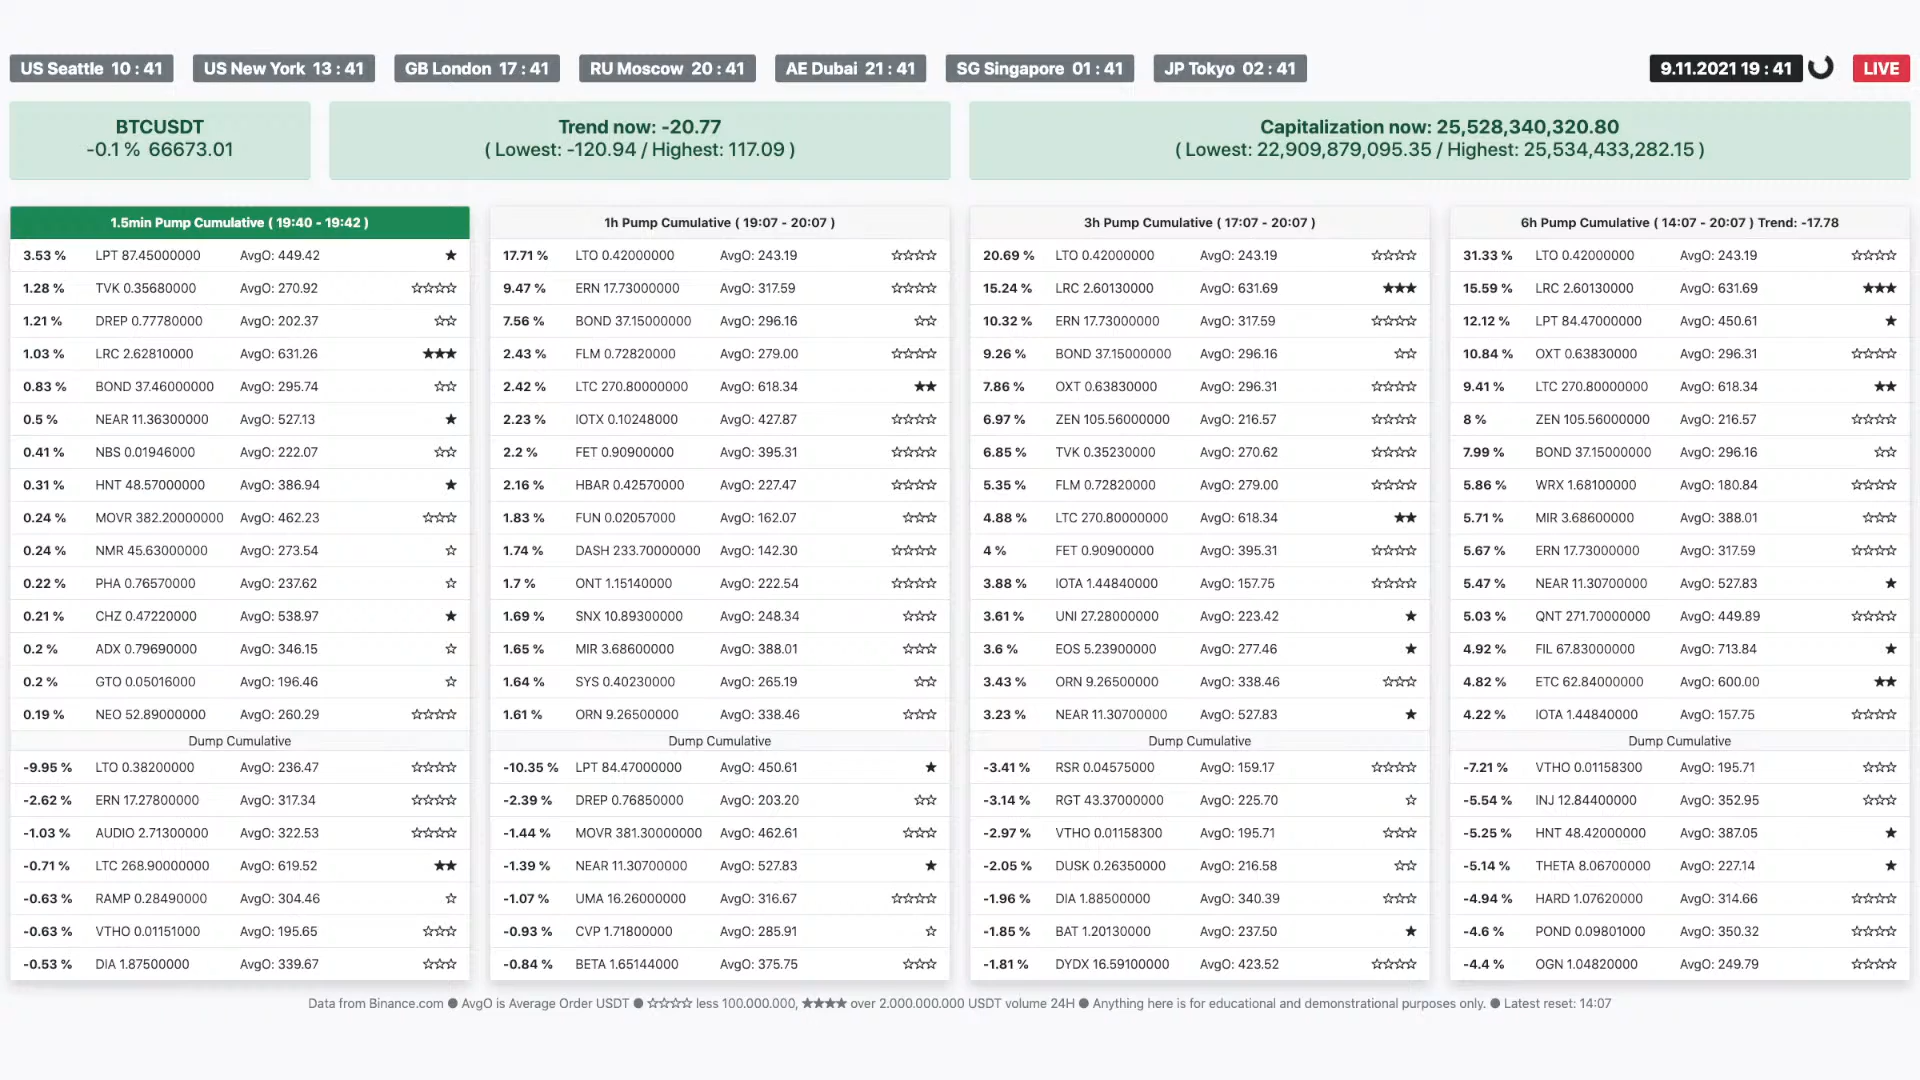 US Seattle 10 : 41 US New York 13 : 41 GB London 17 : 41 RU Moscow 20 : 41 AE Dubai 21 : 41 SG Singapore 01 : 41 JP Tokyo 02 : 41 9.11.2021 19 : 41 LIVE
BTCUSDT
-0.1 % 66673.01
Trend now: -20.77
( Lowest: -120.94 / Highest: 117.09 )
Capitalization now: 25,528,340,320.80
( Lowest: 22,909,879,095.35 / Highest: 25,534,433,282.15 )
1.5min Pump Cumulative ( 19:40 - 19:42 )
3.53 % LPT 87.45000000 AvgO: 449.42 ★
1.28 % TVK 0.35680000 AvgO: 270.92 ☆☆☆☆
1.21 % DREP 0.77780000 AvgO: 202.37 ☆☆
1.03 % LRC 2.62810000 AvgO: 631.26 ★★★
0.83 % BOND 37.46000000 AvgO: 295.74 ☆☆
0.5 % NEAR 11.36300000 AvgO: 527.13 ★
0.41 % NBS 0.01946000 AvgO: 222.07 ☆☆
0.31 % HNT 48.57000000 AvgO: 386.94 ★
0.24 % MOVR 382.20000000 AvgO: 462.23 ☆☆☆
0.24 % NMR 45.63000000 AvgO: 273.54 ☆
0.22 % PHA 0.76570000 AvgO: 237.62 ☆
0.21 % CHZ 0.47220000 AvgO: 538.97 ★
0.2 % ADX 0.79690000 AvgO: 346.15 ☆
0.2 % GTO 0.05016000 AvgO: 196.46 ☆
0.19 % NEO 52.89000000 AvgO: 260.29 ☆☆☆☆
Dump Cumulative
-9.95 % LTO 0.38200000 AvgO: 236.47 ☆☆☆☆
-2.62 % ERN 17.27800000 AvgO: 317.34 ☆☆☆☆
-1.03 % AUDIO 2.71300000 AvgO: 322.53 ☆☆☆☆
-0.71 % LTC 268.90000000 AvgO: 619.52 ★★
-0.63 % RAMP 0.28490000 AvgO: 304.46 ☆
-0.63 % VTHO 0.01151000 AvgO: 195.65 ☆☆☆
-0.53 % DIA 1.87500000 AvgO: 339.67 ☆☆☆
1h Pump Cumulative ( 19:07 - 20:07 )
17.71 % LTO 0.42000000 AvgO: 243.19 ☆☆☆☆
9.47 % ERN 17.73000000 AvgO: 317.59 ☆☆☆☆
7.56 % BOND 37.15000000 AvgO: 296.16 ☆☆
2.43 % FLM 0.72820000 AvgO: 279.00 ☆☆☆☆
2.42 % LTC 270.80000000 AvgO: 618.34 ★★
2.23 % IOTX 0.10248000 AvgO: 427.87 ☆☆☆☆
2.2 % FET 0.90900000 AvgO: 395.31 ☆☆☆☆
2.16 % HBAR 0.42570000 AvgO: 227.47 ☆☆☆☆
1.83 % FUN 0.02057000 AvgO: 162.07 ☆☆☆
1.74 % DASH 233.70000000 AvgO: 142.30 ☆☆☆☆
1.7 % ONT 1.15140000 AvgO: 222.54 ☆☆☆☆
1.69 % SNX 10.89300000 AvgO: 248.34 ☆☆☆
1.65 % MIR 3.68600000 AvgO: 388.01 ☆☆☆
1.64 % SYS 0.40230000 AvgO: 265.19 ☆☆
1.61 % ORN 9.26500000 AvgO: 338.46 ☆☆☆
Dump Cumulative
-10.35 % LPT 84.47000000 AvgO: 450.61 ★
-2.39 % DREP 0.76850000 AvgO: 203.20 ☆☆
-1.44 % MOVR 381.30000000 AvgO: 462.61 ☆☆☆
-1.39 % NEAR 11.30700000 AvgO: 527.83 ★
-1.07 % UMA 16.26000000 AvgO: 316.67 ☆☆☆☆
-0.93 % CVP 1.71800000 AvgO: 285.91 ☆
-0.84 % BETA 1.65144000 AvgO: 375.75 ☆☆☆
3h Pump Cumulative ( 17:07 - 20:07 )
20.69 % LTO 0.42000000 AvgO: 243.19 ☆☆☆☆
15.24 % LRC 2.60130000 AvgO: 631.69 ★★★
10.32 % ERN 17.73000000 AvgO: 317.59 ☆☆☆☆
9.26 % BOND 37.15000000 AvgO: 296.16 ☆☆
7.86 % OXT 0.63830000 AvgO: 296.31 ☆☆☆☆
6.97 % ZEN 105.56000000 AvgO: 216.57 ☆☆☆☆
6.85 % TVK 0.35230000 AvgO: 270.62 ☆☆☆☆
5.35 % FLM 0.72820000 AvgO: 279.00 ☆☆☆☆
4.88 % LTC 270.80000000 AvgO: 618.34 ★★
4 % FET 0.90900000 AvgO: 395.31 ☆☆☆☆
3.88 % IOTA 1.44840000 AvgO: 157.75 ☆☆☆☆
3.61 % UNI 27.28000000 AvgO: 223.42 ★
3.6 % EOS 5.23900000 AvgO: 277.46 ★
3.43 % ORN 9.26500000 AvgO: 338.46 ☆☆☆
3.23 % NEAR 11.30700000 AvgO: 527.83 ★
Dump Cumulative
-3.41 % RSR 0.04575000 AvgO: 159.17 ☆☆☆☆
-3.14 % RGT 43.37000000 AvgO: 225.70 ☆
-2.97 % VTHO 0.01158300 AvgO: 195.71 ☆☆☆
-2.05 % DUSK 0.26350000 AvgO: 216.58 ☆☆
-1.96 % DIA 1.88500000 AvgO: 340.39 ☆☆☆
-1.85 % BAT 1.20130000 AvgO: 237.50 ★
-1.81 % DYDX 16.59100000 AvgO: 423.52 ☆☆☆☆
6h Pump Cumulative ( 14:07 - 20:07 ) Trend: -17.78
31.33 % LTO 0.42000000 AvgO: 243.19 ☆☆☆☆
15.59 % LRC 2.60130000 AvgO: 631.69 ★★★
12.12 % LPT 84.47000000 AvgO: 450.61 ★
10.84 % OXT 0.63830000 AvgO: 296.31 ☆☆☆☆
9.41 % LTC 270.80000000 AvgO: 618.34 ★★
8 % ZEN 105.56000000 AvgO: 216.57 ☆☆☆☆
7.99 % BOND 37.15000000 AvgO: 296.16 ☆☆
5.86 % WRX 1.68100000 AvgO: 180.84 ☆☆☆☆
5.71 % MIR 3.68600000 AvgO: 388.01 ☆☆☆
5.67 % ERN 17.73000000 AvgO: 317.59 ☆☆☆☆
5.47 % NEAR 11.30700000 AvgO: 527.83 ★
5.03 % QNT 271.70000000 AvgO: 449.89 ☆☆☆☆
4.92 % FIL 67.83000000 AvgO: 713.84 ★
4.82 % ETC 62.84000000 AvgO: 600.00 ★★
4.22 % IOTA 1.44840000 AvgO: 157.75 ☆☆☆☆
Dump Cumulative
-7.21 % VTHO 0.01158300 AvgO: 195.71 ☆☆☆
-5.54 % INJ 12.84400000 AvgO: 352.95 ☆☆☆
-5.25 % HNT 48.42000000 AvgO: 387.05 ★
-5.14 % THETA 8.06700000 AvgO: 227.14 ★
-4.94 % HARD 1.07620000 AvgO: 314.66 ☆☆☆☆
-4.6 % POND 0.09801000 AvgO: 350.32 ☆☆☆☆
-4.4 % OGN 1.04820000 AvgO: 249.79 ☆☆☆☆
Data from Binance.com ● AvgO is Average Order USDT ● ☆☆☆☆ less 100.000.000, ★★★★ over 2.000.000.000 USDT volume 24H ● Anything here is for educational and demonstrational purposes only. ● Latest reset: 14:07